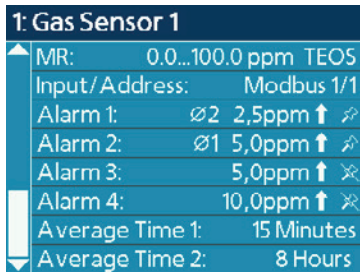 1: Gas Sensor 1
MR: 0.0...100.0 ppm TEOS
Input/Address: Modbus 1/1
Alarm 1: ∅2 2,5ppm ⬆
Alarm 2: ∅1 5,0ppm ⬆
Alarm 3: 5,0ppm ⬆
Alarm 4: 10,0ppm ⬆
Average Time 1: 15 Minutes
Average Time 2: 8 Hours